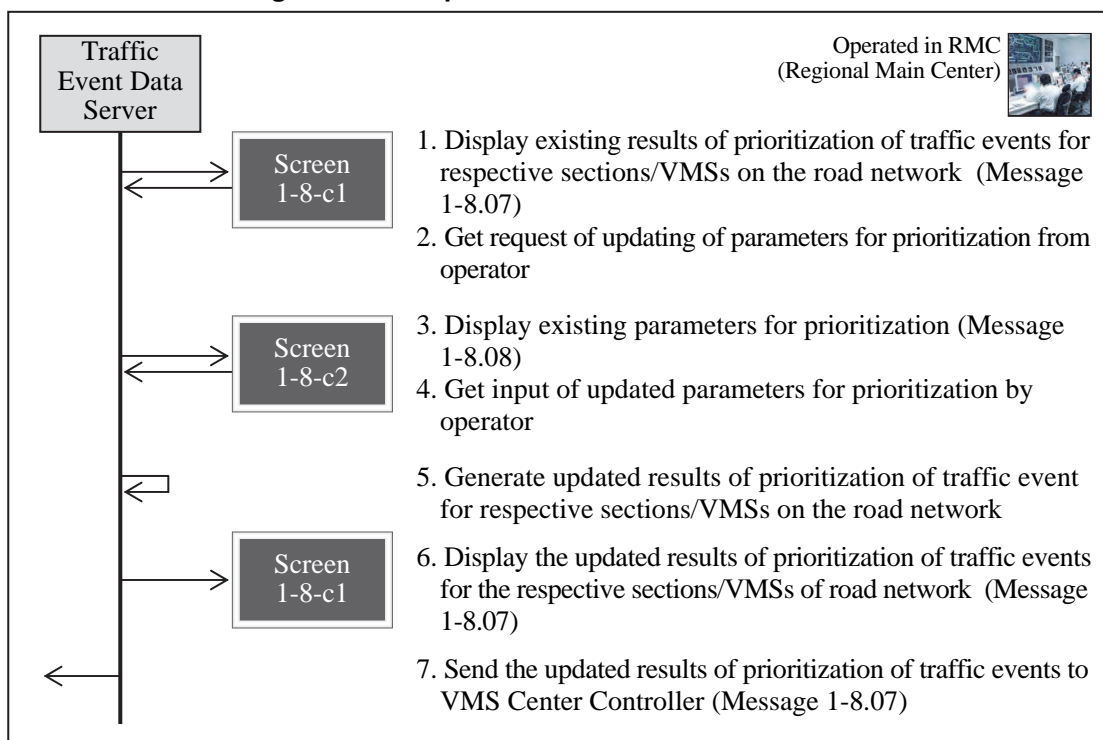 Traffic
Event Data
Server
Operated in RMC
(Regional Main Center)
Screen
1-8-c1
1. Display existing results of prioritization of traffic events for
respective sections/VMSs on the road network (Message
1-8.07)
2. Get request of updating of parameters for prioritization from
operator
Screen
1-8-c2
3. Display existing parameters for prioritization (Message
1-8.08)
4. Get input of updated parameters for prioritization by
operator
5. Generate updated results of prioritization of traffic event
for respective sections/VMSs on the road network
Screen
1-8-c1
6. Display the updated results of prioritization of traffic events
for the respective sections/VMSs of road network (Message
1-8.07)
7. Send the updated results of prioritization of traffic events to
VMS Center Controller (Message 1-8.07)